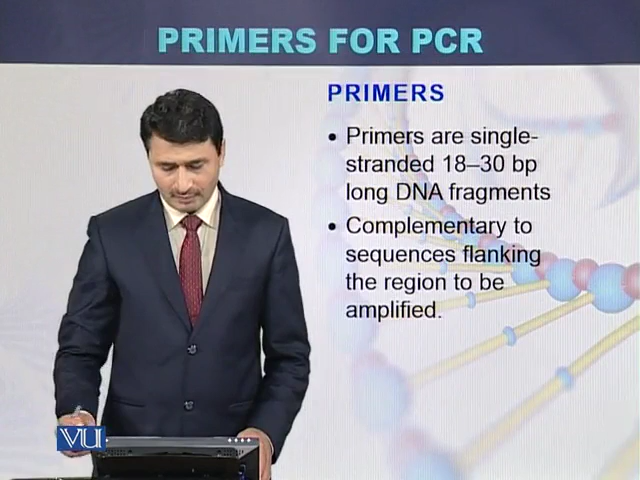 PRIMERS FOR PCR
PRIMERS
• Primers are single-
stranded 18–30 bp
long DNA fragments
• Complementary to
sequences flanking
the region to be
amplified.
VU